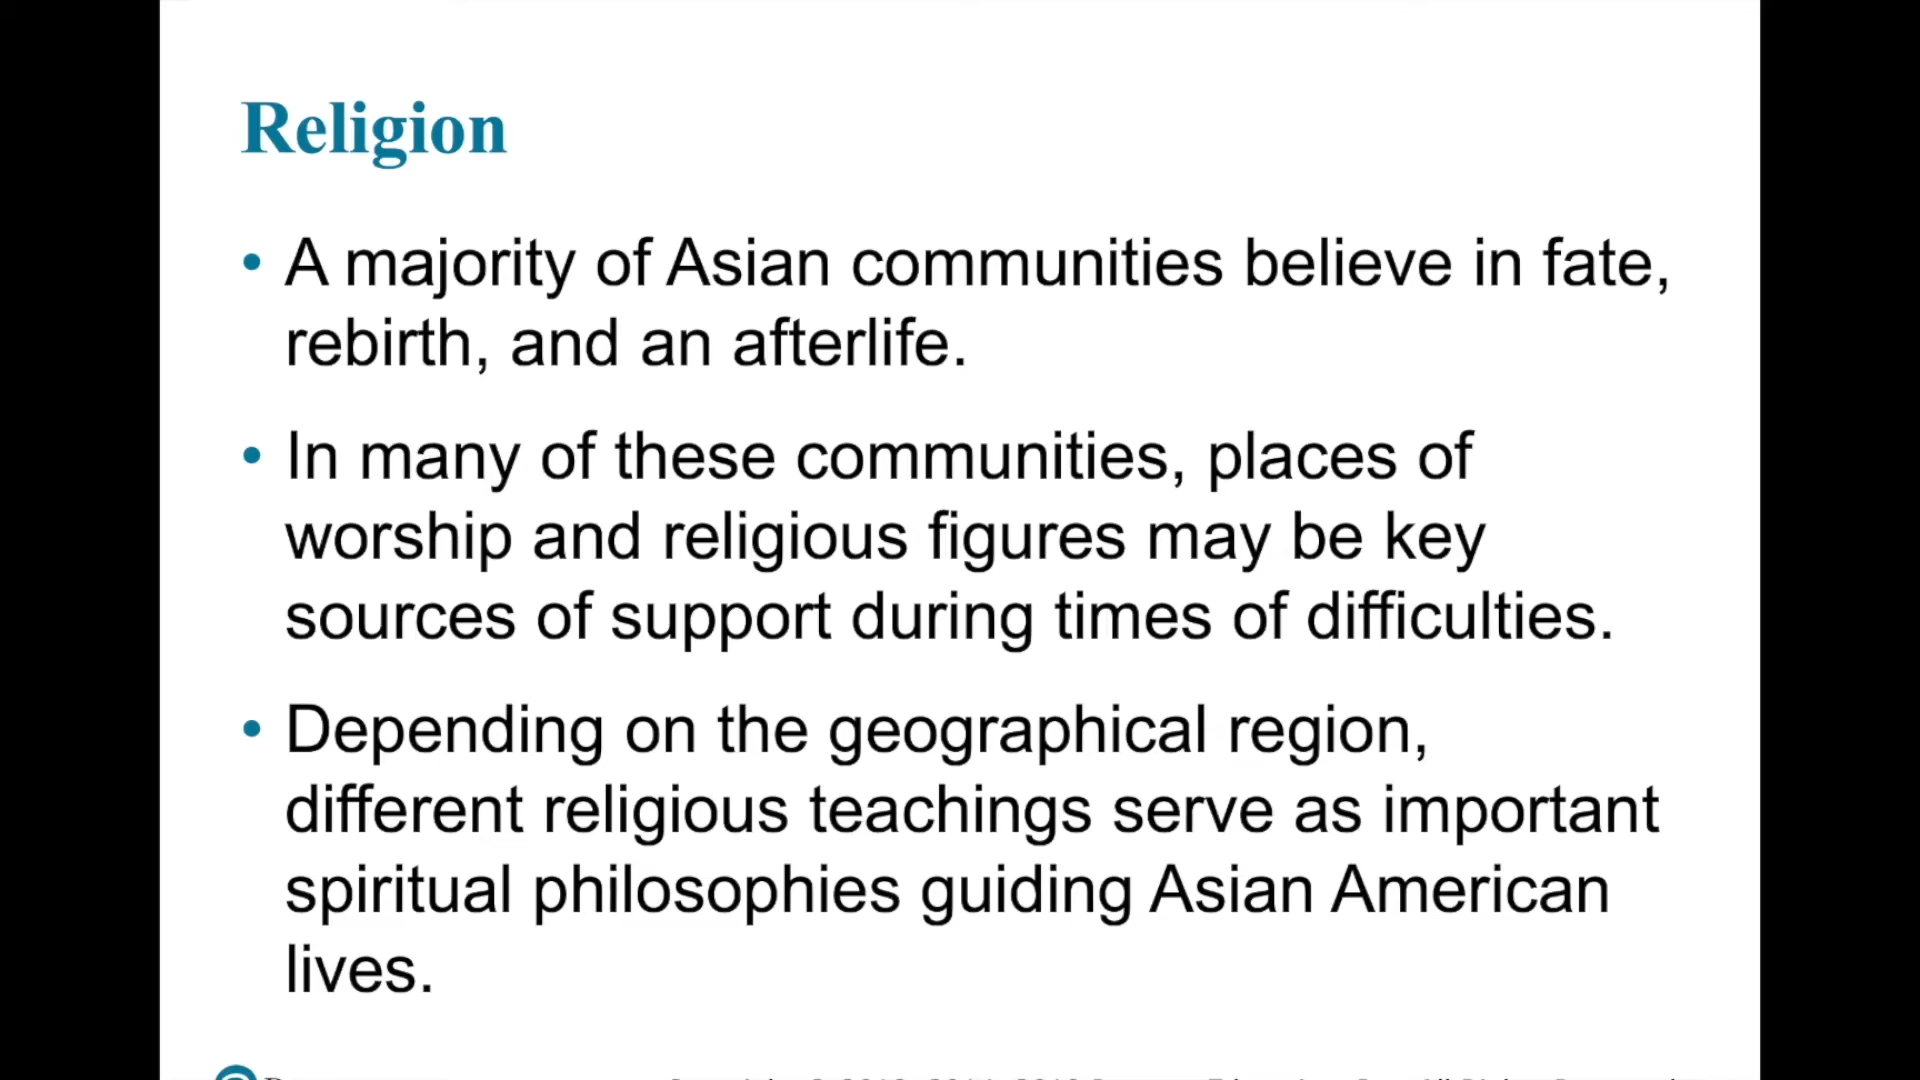 Religion
• A majority of Asian communities believe in fate,
rebirth, and an afterlife.
• In many of these communities, places of
worship and religious figures may be key
sources of support during times of difficulties.
• Depending on the geographical region,
different religious teachings serve as important
spiritual philosophies guiding Asian American
lives.